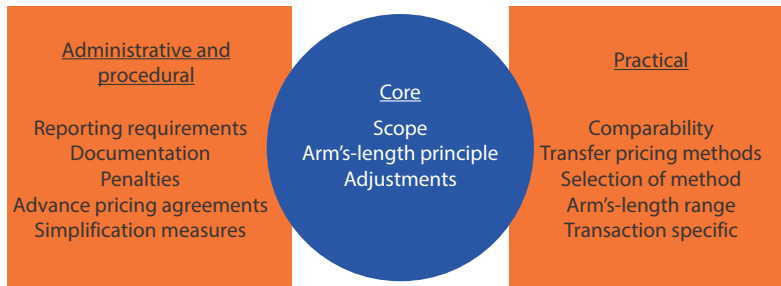 Administrative and
procedural
Reporting requirements
Documentation
Penalties
Advance pricing agreements
Simplification measures
Core
Scope
Arm's-length principle
Adjustments
Practical
Comparability
Transfer pricing methods
Selection of method
Arm's-length range
Transaction specific